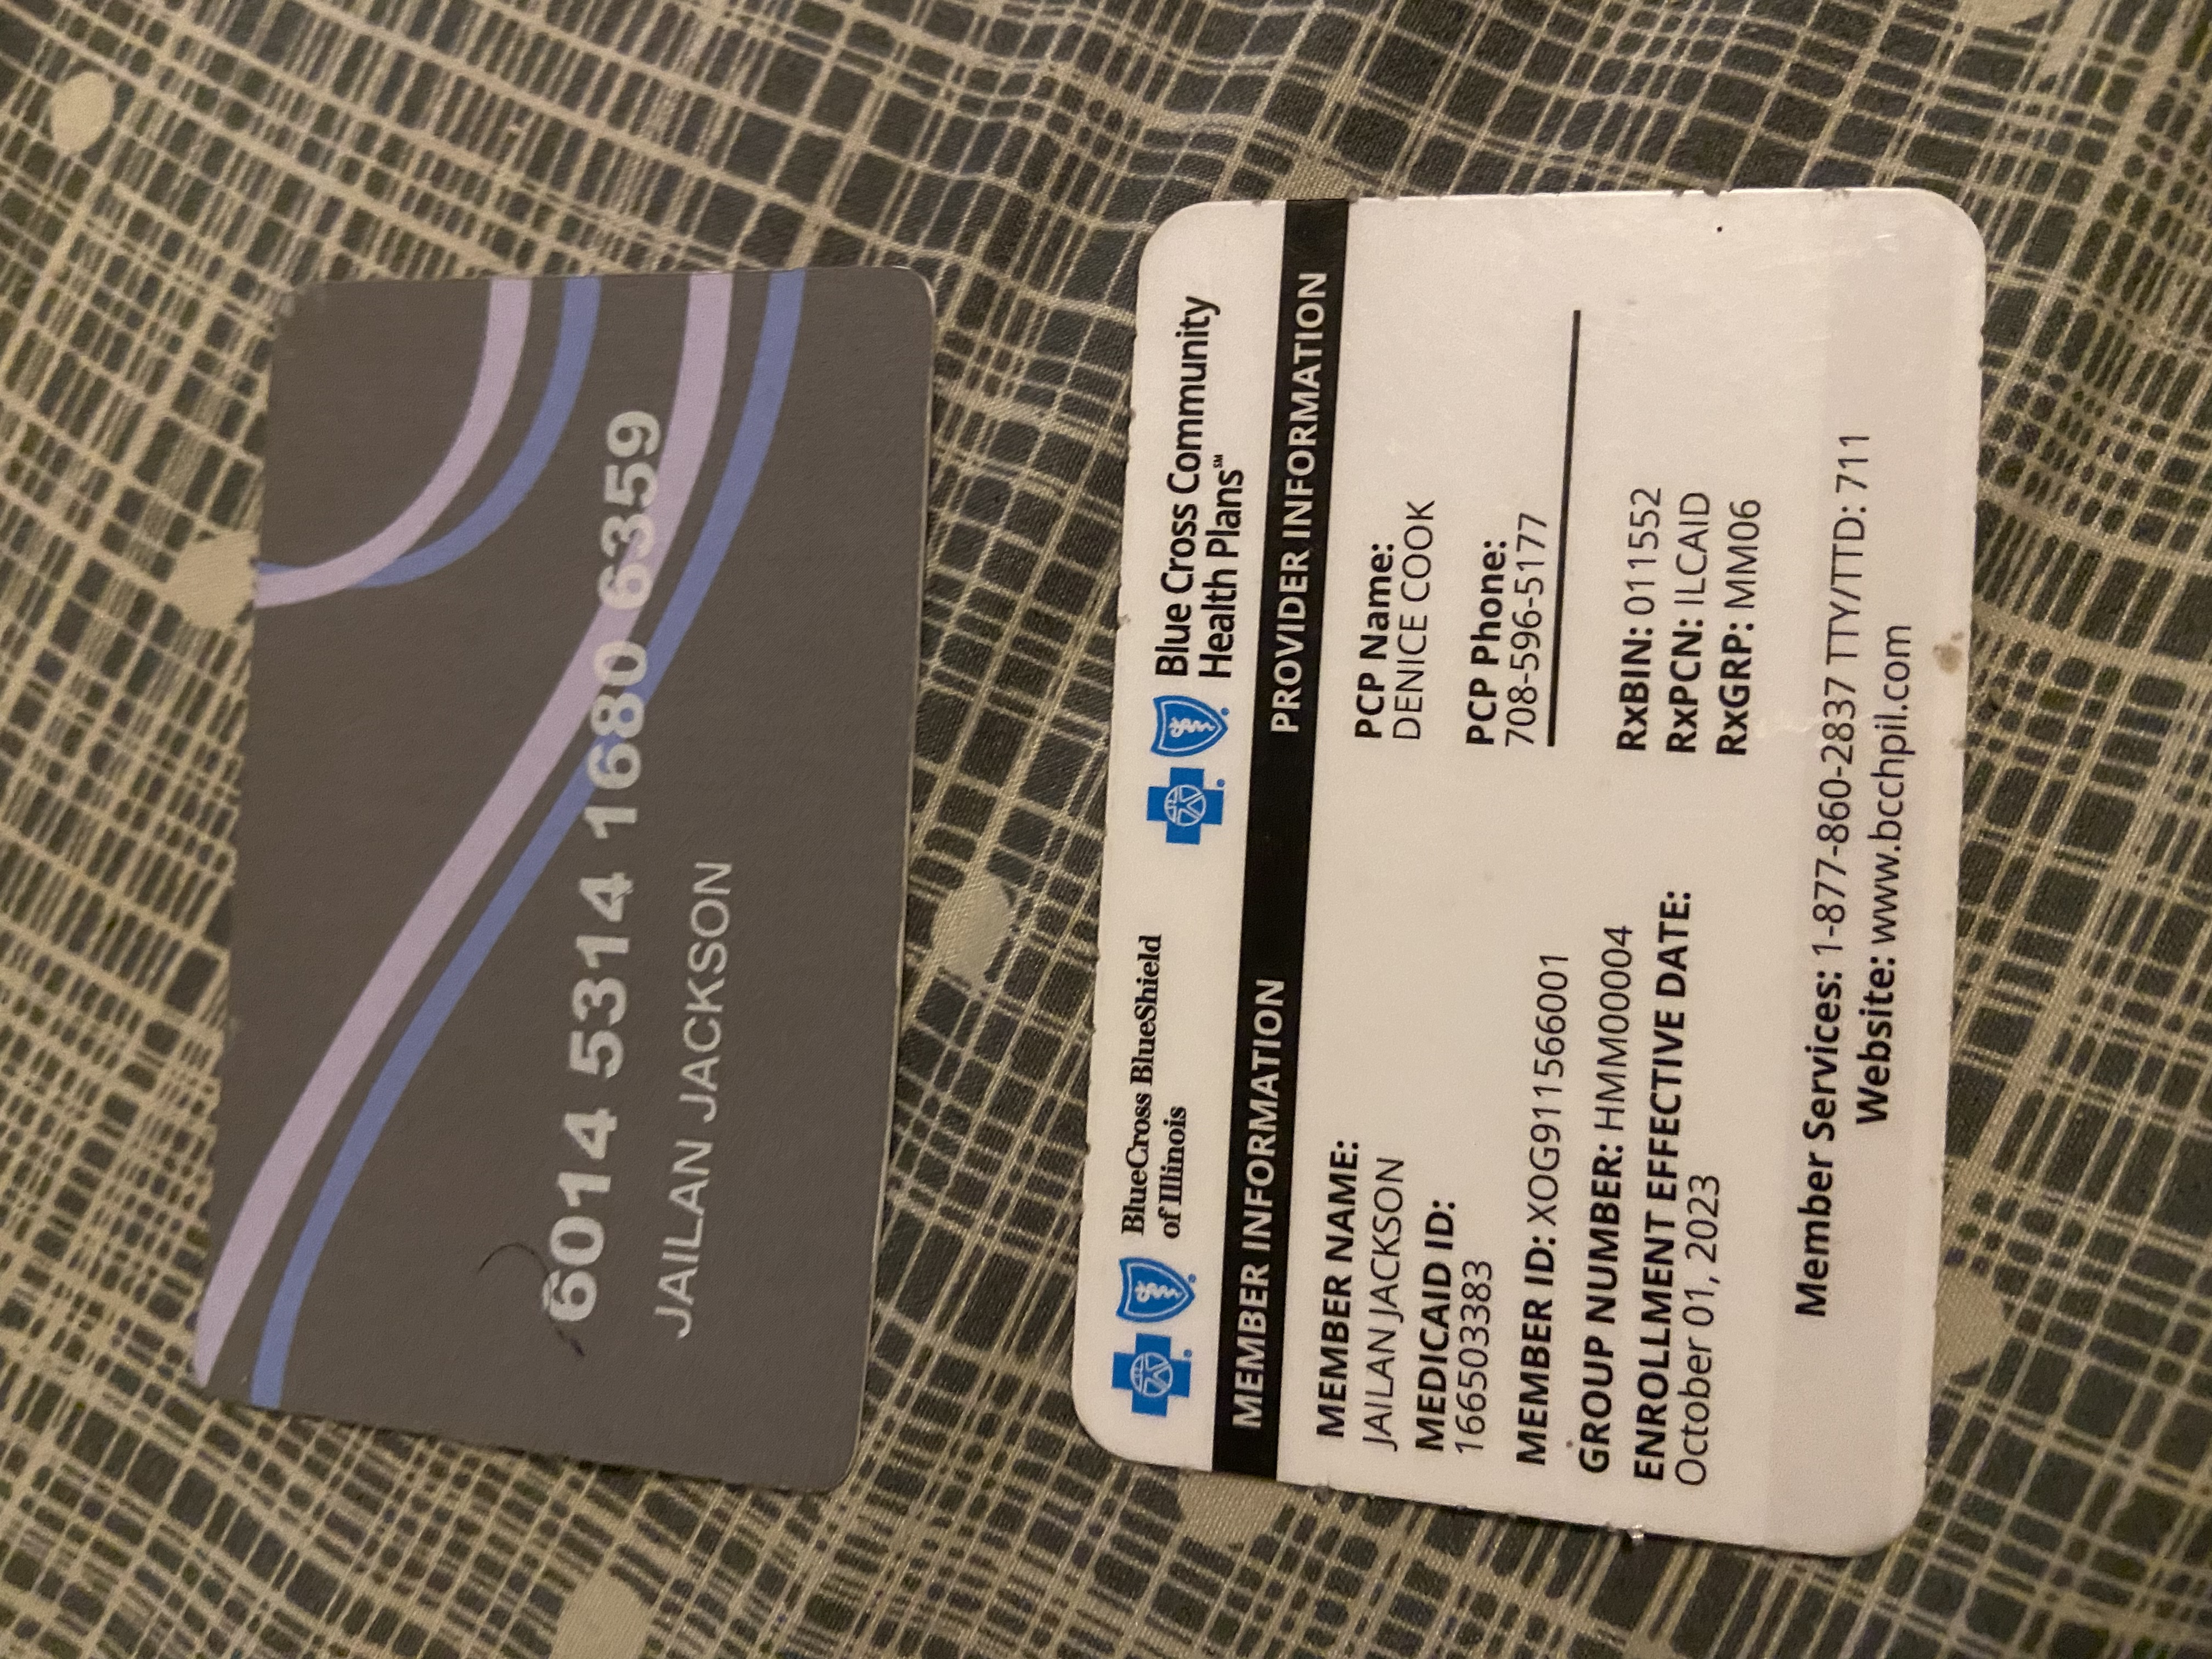 6014 5314 1680 6359
JAILAN JACKSON
BlueCross BlueShield
of Illinois
Blue Cross Community
Health Plans℠
MEMBER INFORMATION
PROVIDER INFORMATION
MEMBER NAME:
JAILAN JACKSON
MEDICAID ID:
166503383
MEMBER ID: XOG911566001
GROUP NUMBER: HMM00004
ENROLLMENT EFFECTIVE DATE:
October 01, 2023
PCP Name:
DENICE COOK
PCP Phone:
708-596-5177
RxBIN: 011552
RxPCN: ILCAID
RxGRP: MM06
Member Services: 1-877-860-2837 TTY/TTD: 711
Website: www.bcchpil.com